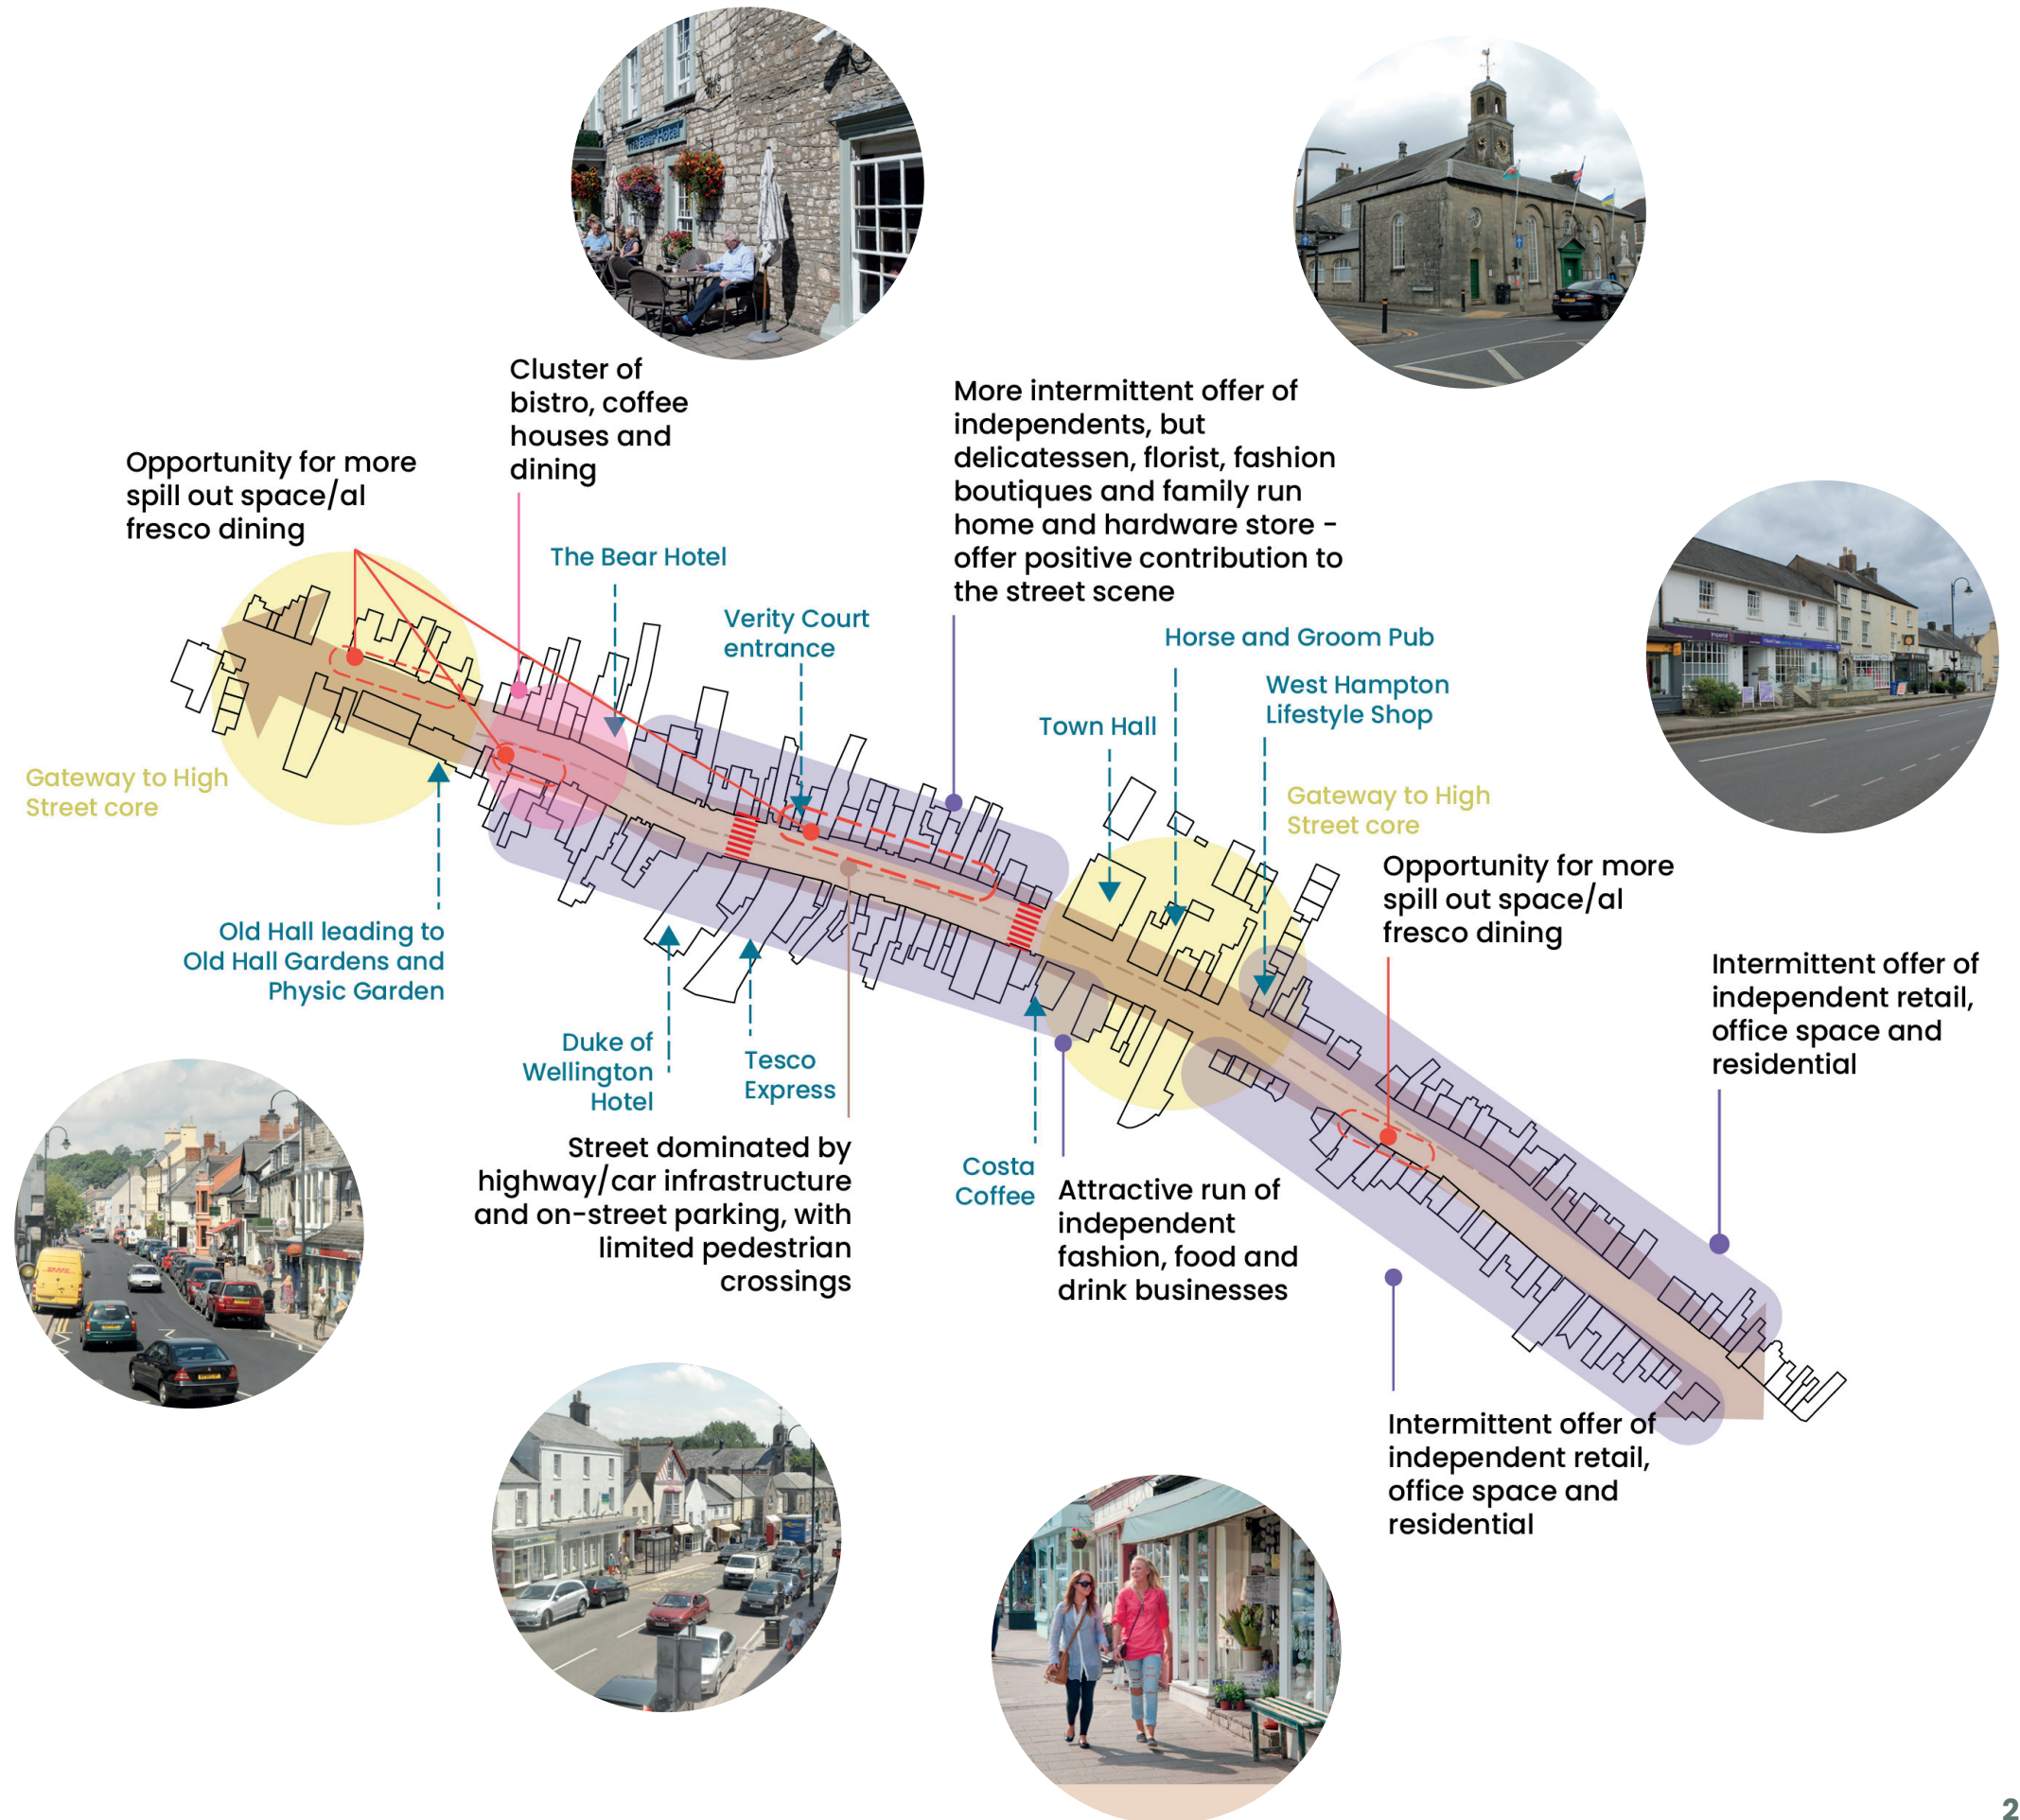 The Bear Hotel
Cluster of
bistro, coffee
houses and
dining
More intermittent offer of
independents, but
delicatessen, florist, fashion
boutiques and family run
home and hardware store -
offer positive contribution to
the street scene
Opportunity for more
spill out space/al
fresco dining
The Bear Hotel
Verity Court
entrance
Horse and Groom Pub
West Hampton
Lifestyle Shop
Town Hall
Gateway to High
Street core
Gateway to High
Street core
Opportunity for more
spill out space/al
fresco dining
Old Hall leading to
Old Hall Gardens and
Physic Garden
Intermittent offer of
independent retail,
office space and
residential
Duke of
Wellington
Hotel
Tesco
Express
Street dominated by
highway/car infrastructure
and on-street parking, with
limited pedestrian
crossings
Costa
Coffee
Attractive run of
independent
fashion, food and
drink businesses
DHL
Intermittent offer of
independent retail,
office space and
residential
2